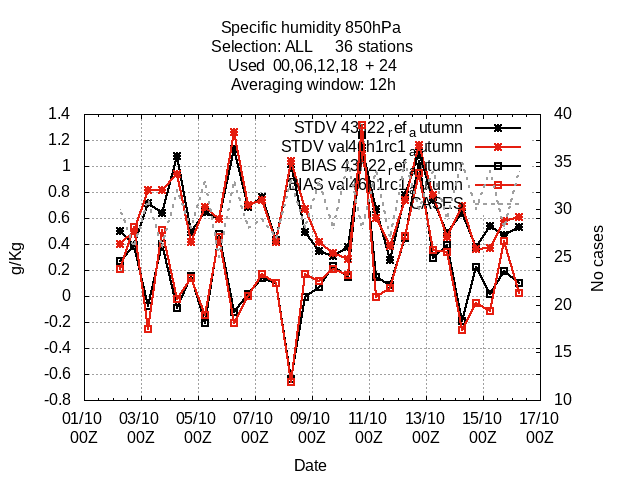 Specific humidity 850hPa
Selection: ALL 36 stations
Used 00,06,12,18 + 24
Averaging window: 12h
1.4
1.2
1
0.8
0.6
0.4
0.2
0
-0.2
-0.4
-0.6
-0.8
g/Kg
STDV 43h22_ref_autumn
STDV val46h1rc1_autumn
BIAS 43h22_ref_autumn
BIAS val46h1rc1_autumn
CASES
40
35
30
25
20
15
10
No cases
01/10 03/10 05/10 07/10 09/10 11/10 13/10 15/10 17/10
00Z 00Z 00Z 00Z 00Z 00Z 00Z 00Z 00Z
Date